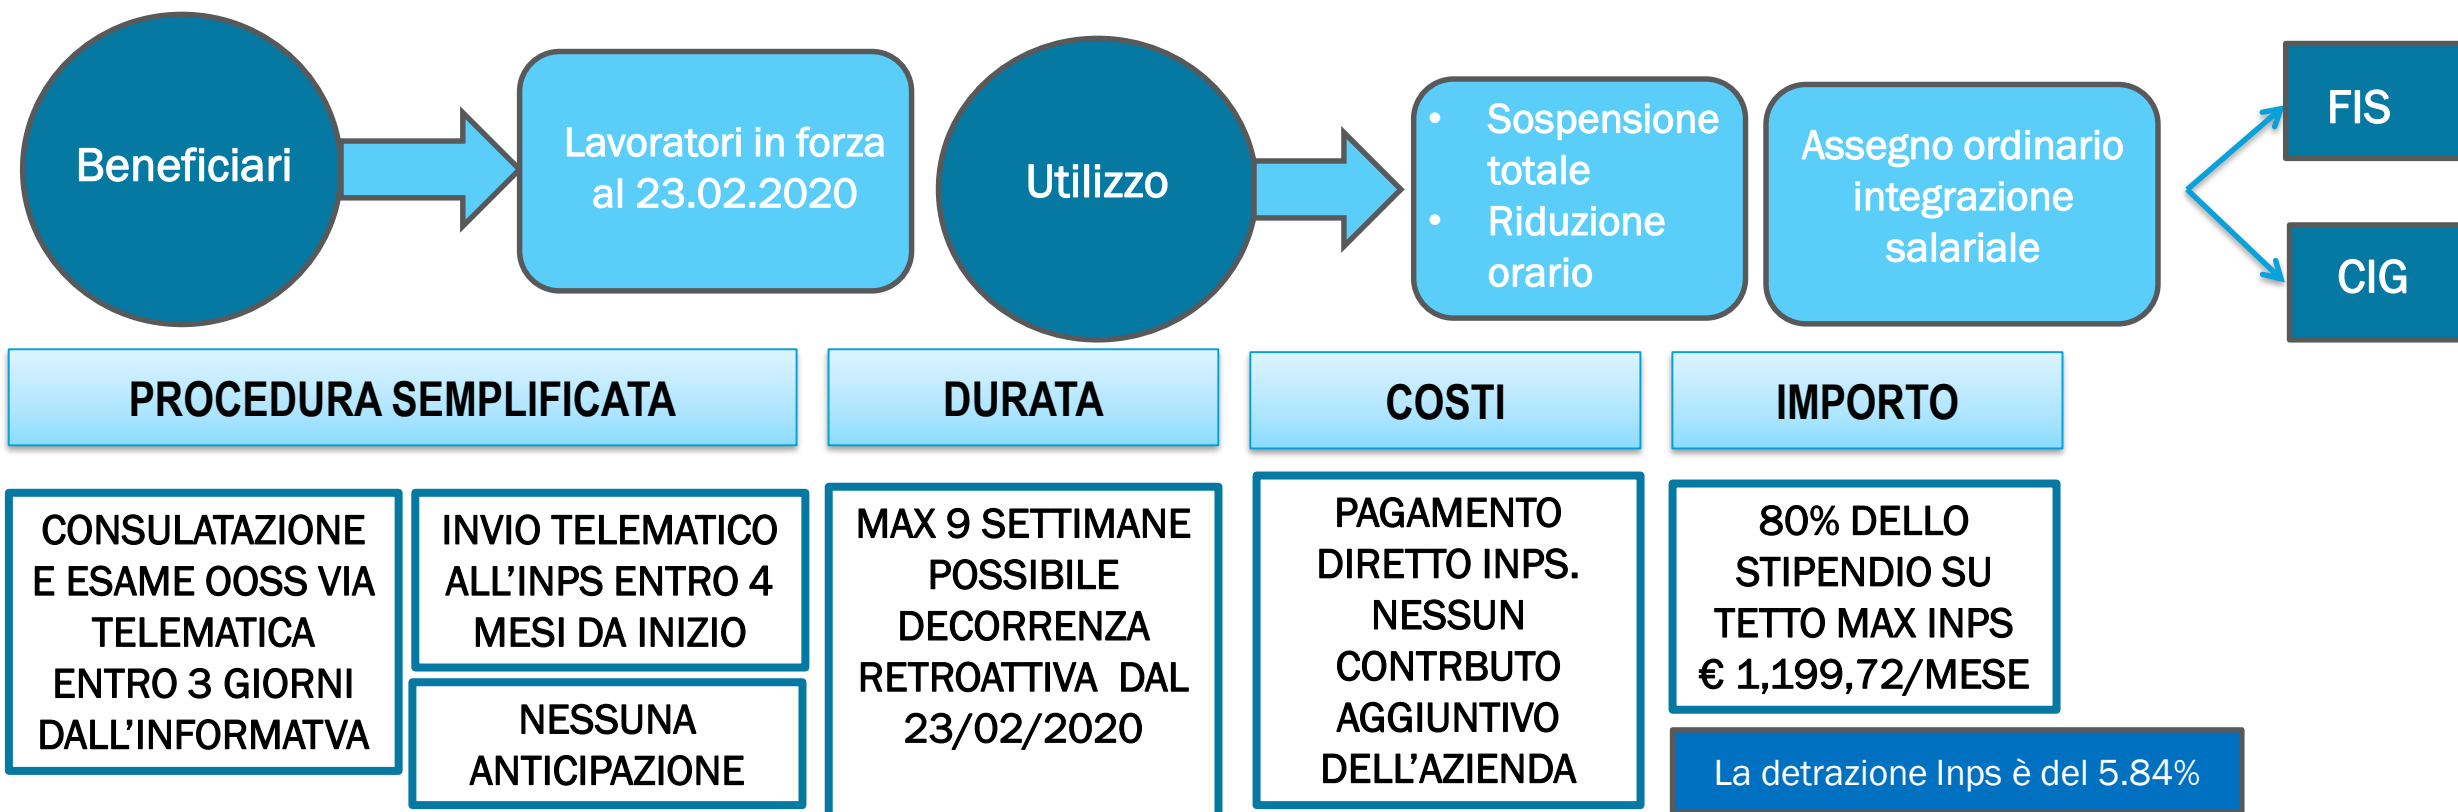 Beneficiari
Lavoratori in forza
al 23.02.2020
Utilizzo
• Sospensione
totale
• Riduzione
orario
Assegno ordinario
integrazione
salariale
FIS
CIG
PROCEDURA SEMPLIFICATA
DURATA
COSTI
IMPORTO
CONSULATAZIONE
E ESAME OOSS VIA
TELEMATICA
ENTRO 3 GIORNI
DALL'INFORMATVA
INVIO TELEMATICO
ALL'INPS ENTRO 4
MESI DA INIZIO
NESSUNA
ANTICIPAZIONE
MAX 9 SETTIMANE
POSSIBILE
DECORRENZA
RETROATTIVA DAL
23/02/2020
PAGAMENTO
DIRETTO INPS.
NESSUN
CONTRBUTO
AGGIUNTIVO
DELL'AZIENDA
80% DELLO
STIPENDIO SU
TETTO MAX INPS
€ 1,199,72/MESE
La detrazione Inps è del 5.84%